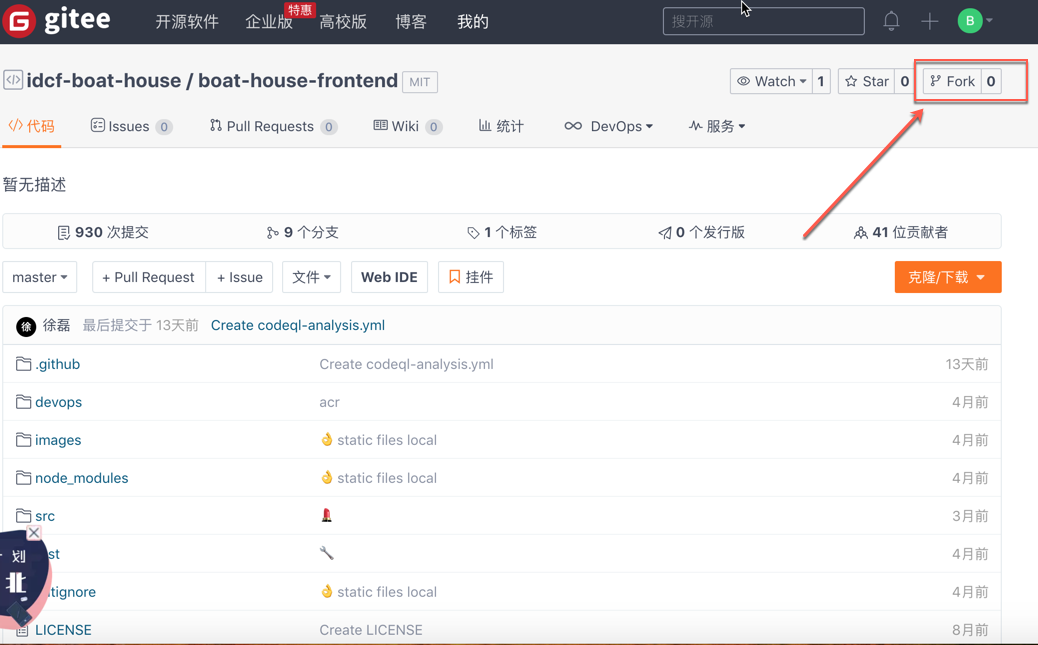 gitee 开源软件 企业版 特惠 高校版 博客 我的 搜开源 B
idcf-boat-house / boat-house-frontend MIT Watch 1 Star 0 Fork 0
代码 Issues 0 Pull Requests 0 Wiki 0 统计 DevOps 服务
暂无描述
930 次提交 9 个分支 1 个标签 0 个发行版 41 位贡献者
master + Pull Request + Issue 文件 Web IDE 挂件 克隆/下载
徐 徐磊 最后提交于 13天前 Create codeql-analysis.yml
.github Create codeql-analysis.yml 13天前
devops acr 4月前
images 👌 static files local 4月前
node_modules 👌 static files local 4月前
src 💄 3月前
st 🔧 4月前
tignore 👌 static files local 4月前
LICENSE Create LICENSE 8月前
划
北